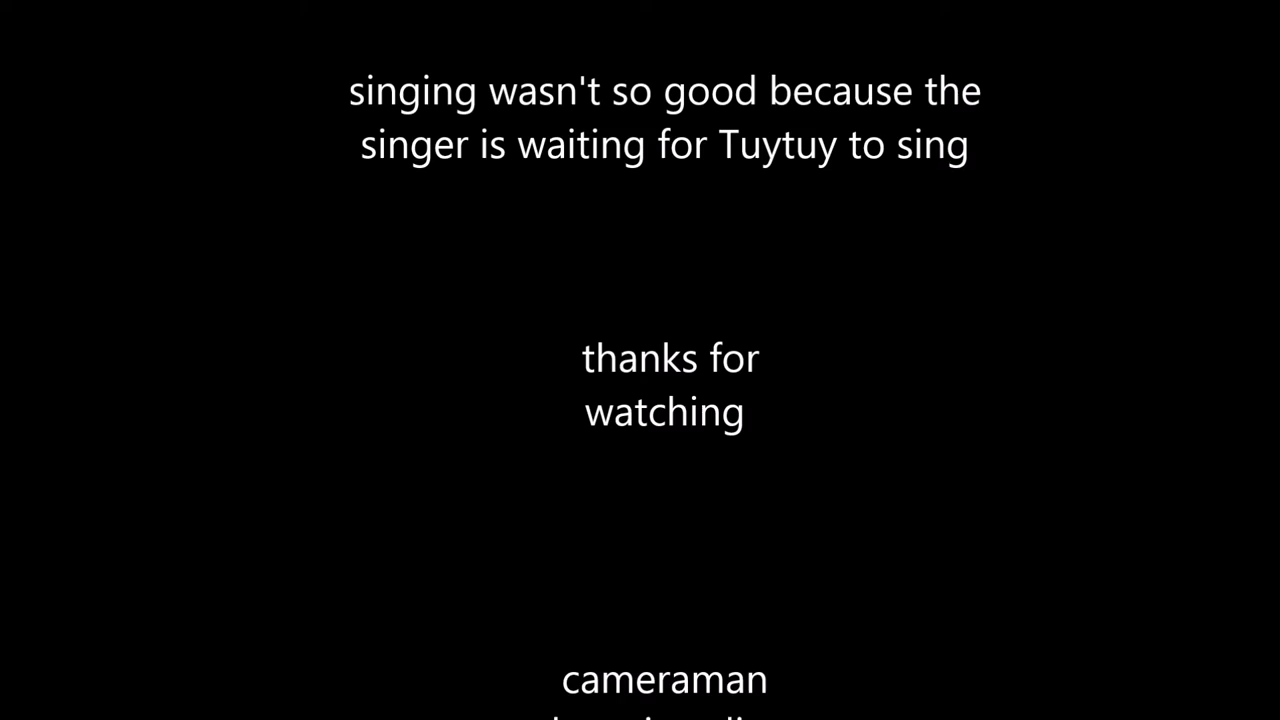 singing wasn't so good because the
singer is waiting for Tuytuy to sing
thanks for
watching
cameraman